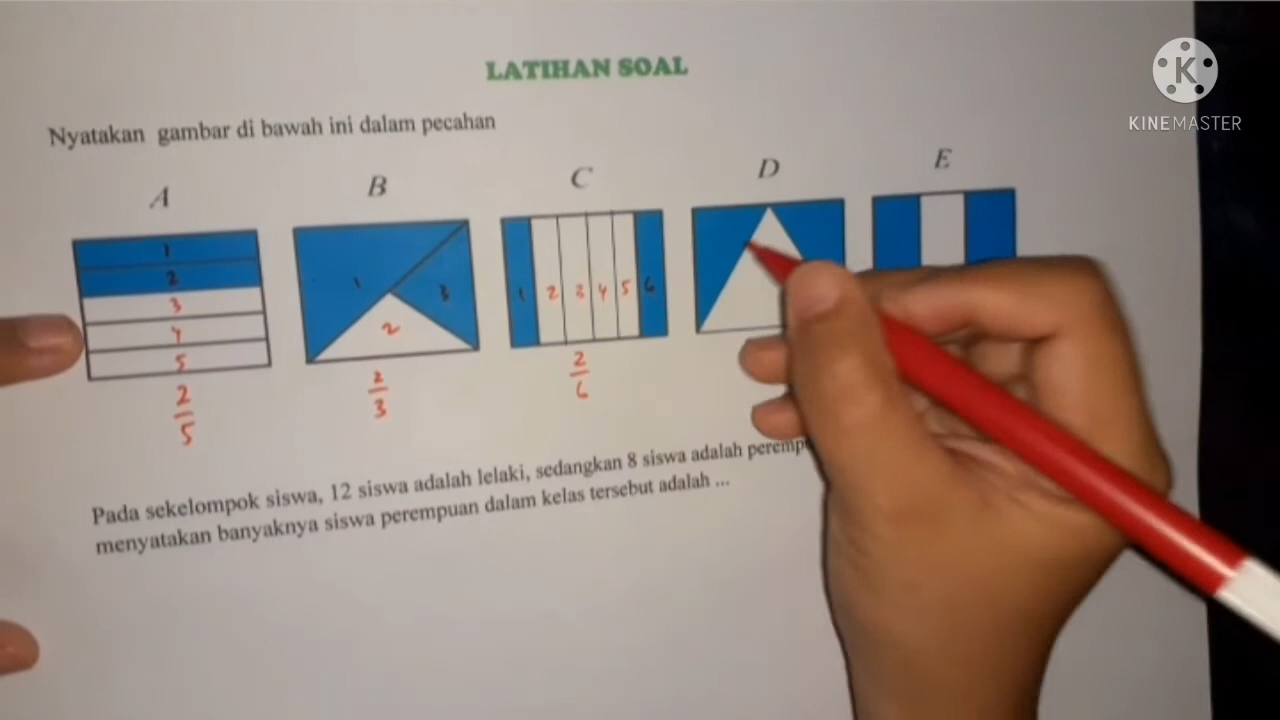 LATIHAN SOAL
Nyatakan gambar di bawah ini dalam pecahan
A B C D E
1
2
3
4
5
2/5
1
2
3
2/3
1 2 3 4 5 6
2/6
Pada sekelompok siswa, 12 siswa adalah lelaki, sedangkan 8 siswa adalah
menyatakan banyaknya siswa perempuan dalam kelas tersebut adalah ...
K
KINEMASTER